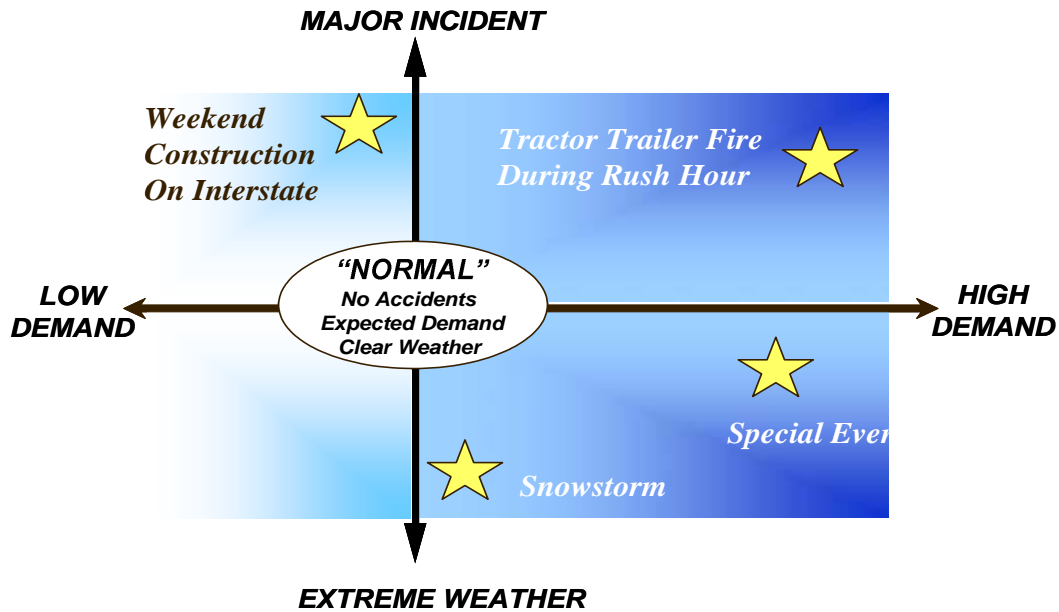 MAJOR INCIDENT
Weekend
Construction
On Interstate
Tractor Trailer Fire
During Rush Hour
“NORMAL”
No Accidents
Expected Demand
Clear Weather
LOW
DEMAND
HIGH
DEMAND
Special Ever
Snowstorm
EXTREME WEATHER